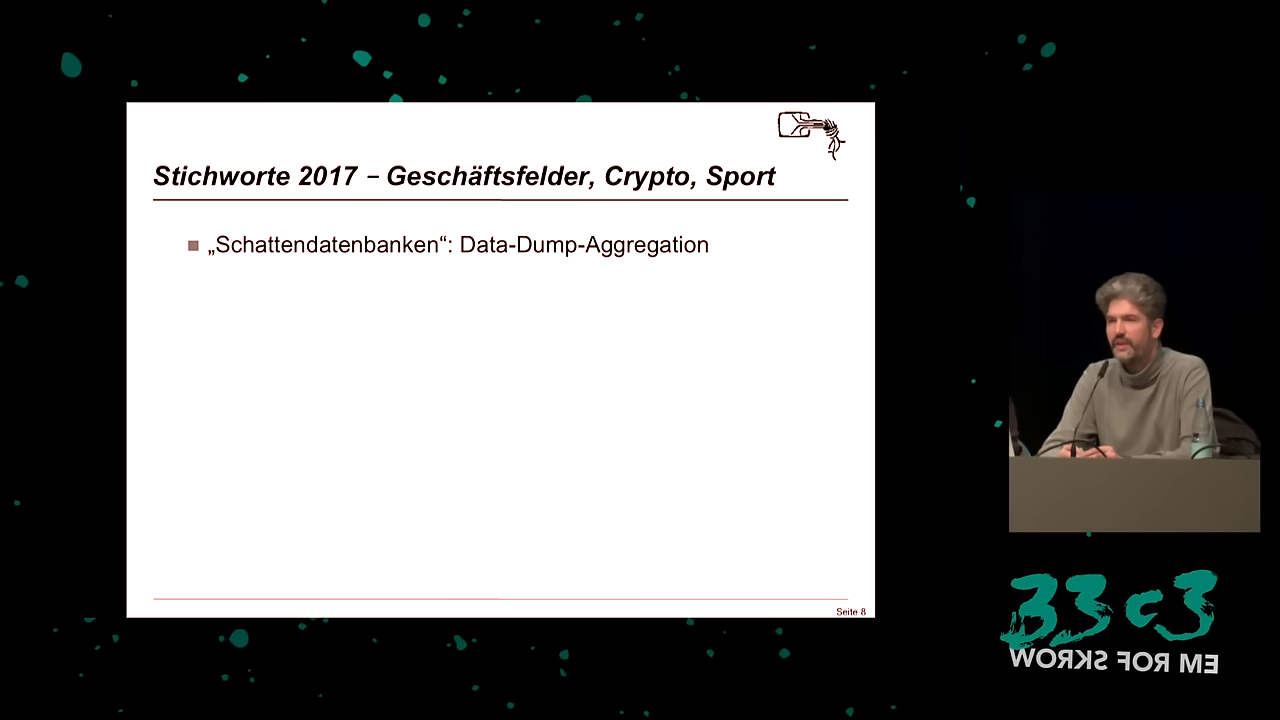 Stichworte 2017 – Geschäftsfelder, Crypto, Sport
„Schattendatenbanken“: Data-Dump-Aggregation
Seite 8
33c3
WORKS FOR ME